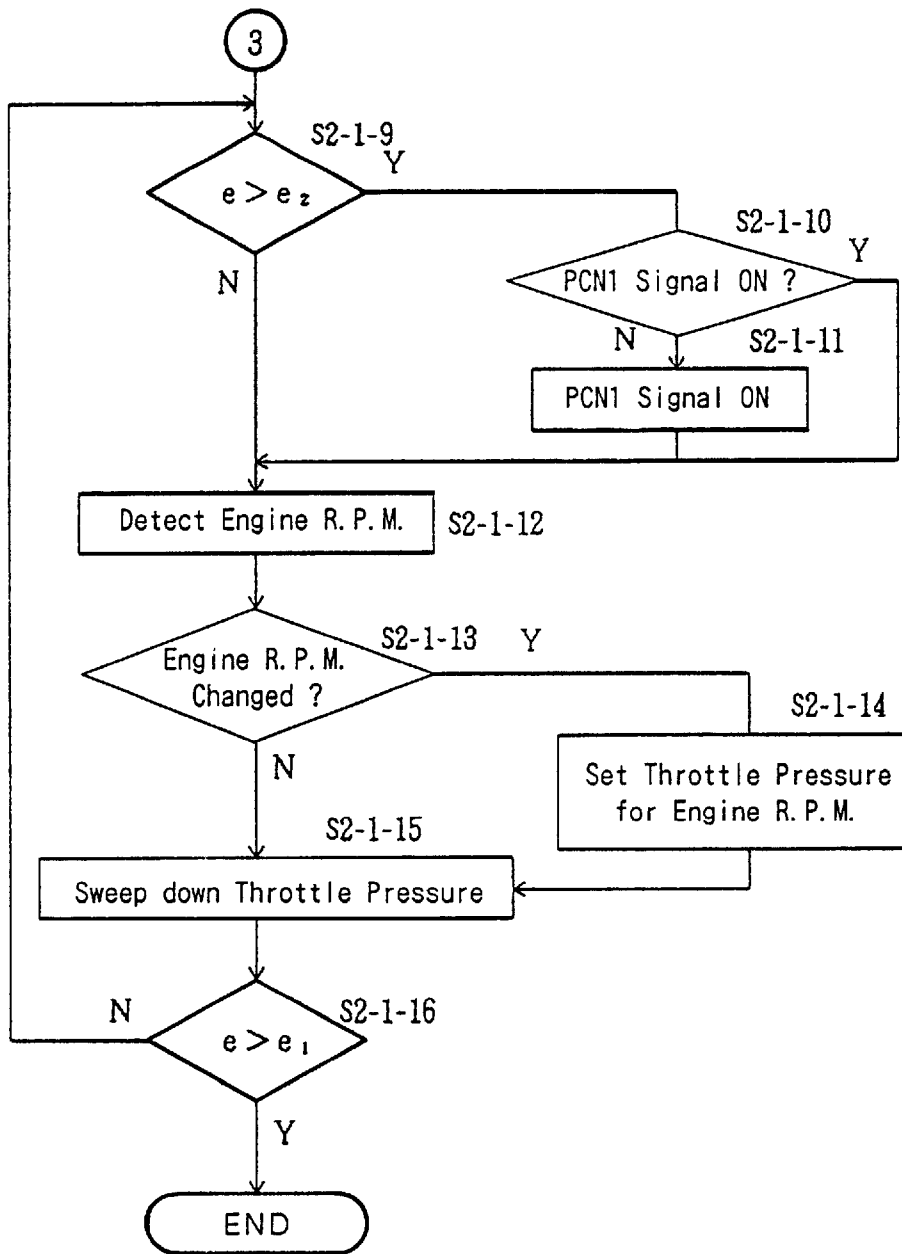 3
S2-1-9
Y
e > e₂
S2-1-10
N
PCN1 Signal ON ?
Y
N
S2-1-11
PCN1 Signal ON
Detect Engine R.P.M.
S2-1-12
S2-1-13
Y
Engine R.P.M.
Changed ?
S2-1-14
N
Set Throttle Pressure
for Engine R.P.M.
S2-1-15
Sweep down Throttle Pressure
N
S2-1-16
e > e₁
Y
END